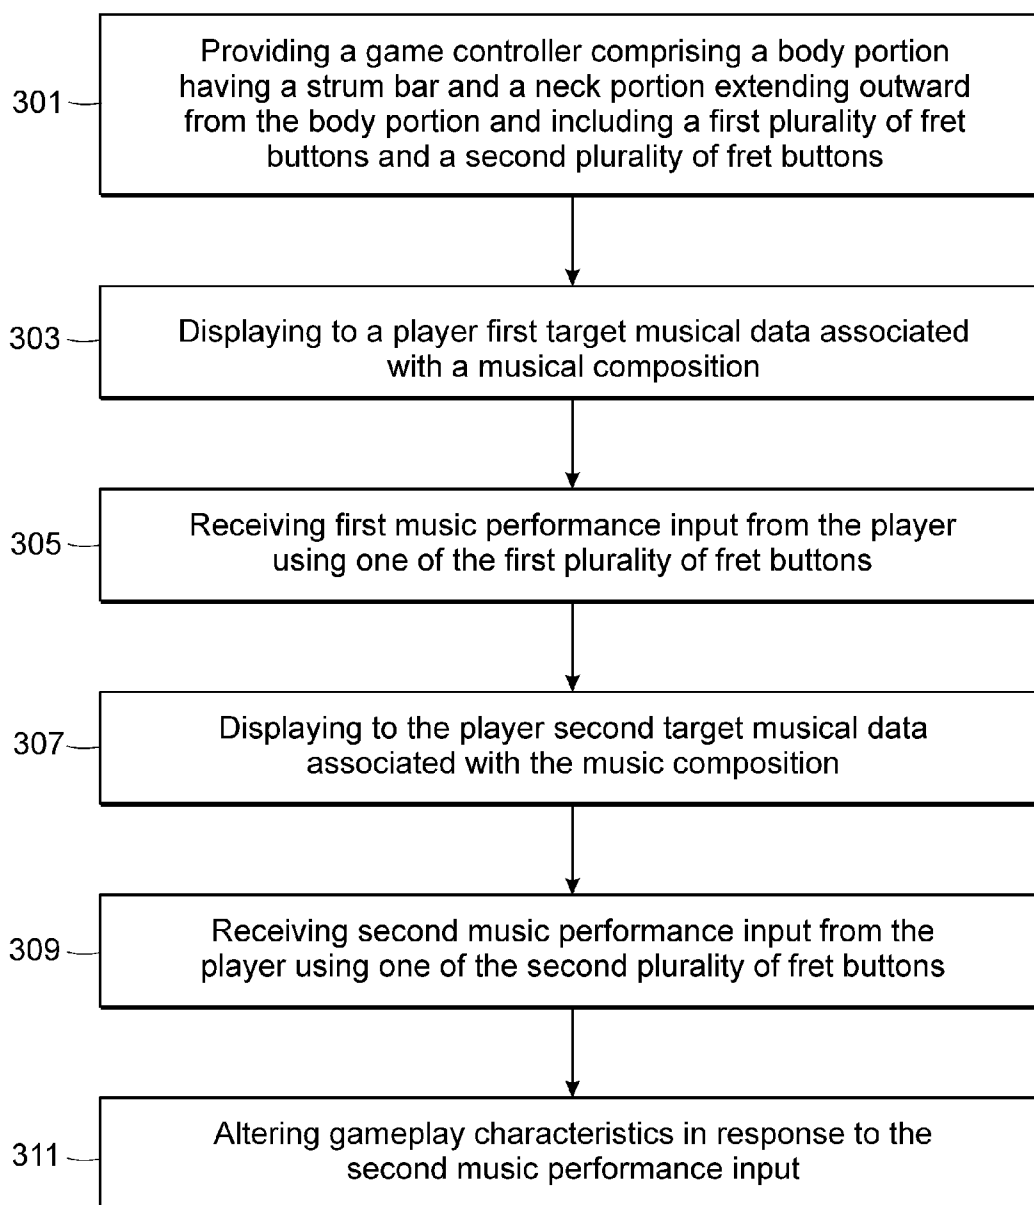 301
Providing a game controller comprising a body portion
having a strum bar and a neck portion extending outward
from the body portion and including a first plurality of fret
buttons and a second plurality of fret buttons
303
Displaying to a player first target musical data associated
with a musical composition
305
Receiving first music performance input from the player
using one of the first plurality of fret buttons
307
Displaying to the player second target musical data
associated with the music composition
309
Receiving second music performance input from the
player using one of the second plurality of fret buttons
311
Altering gameplay characteristics in response to the
second music performance input